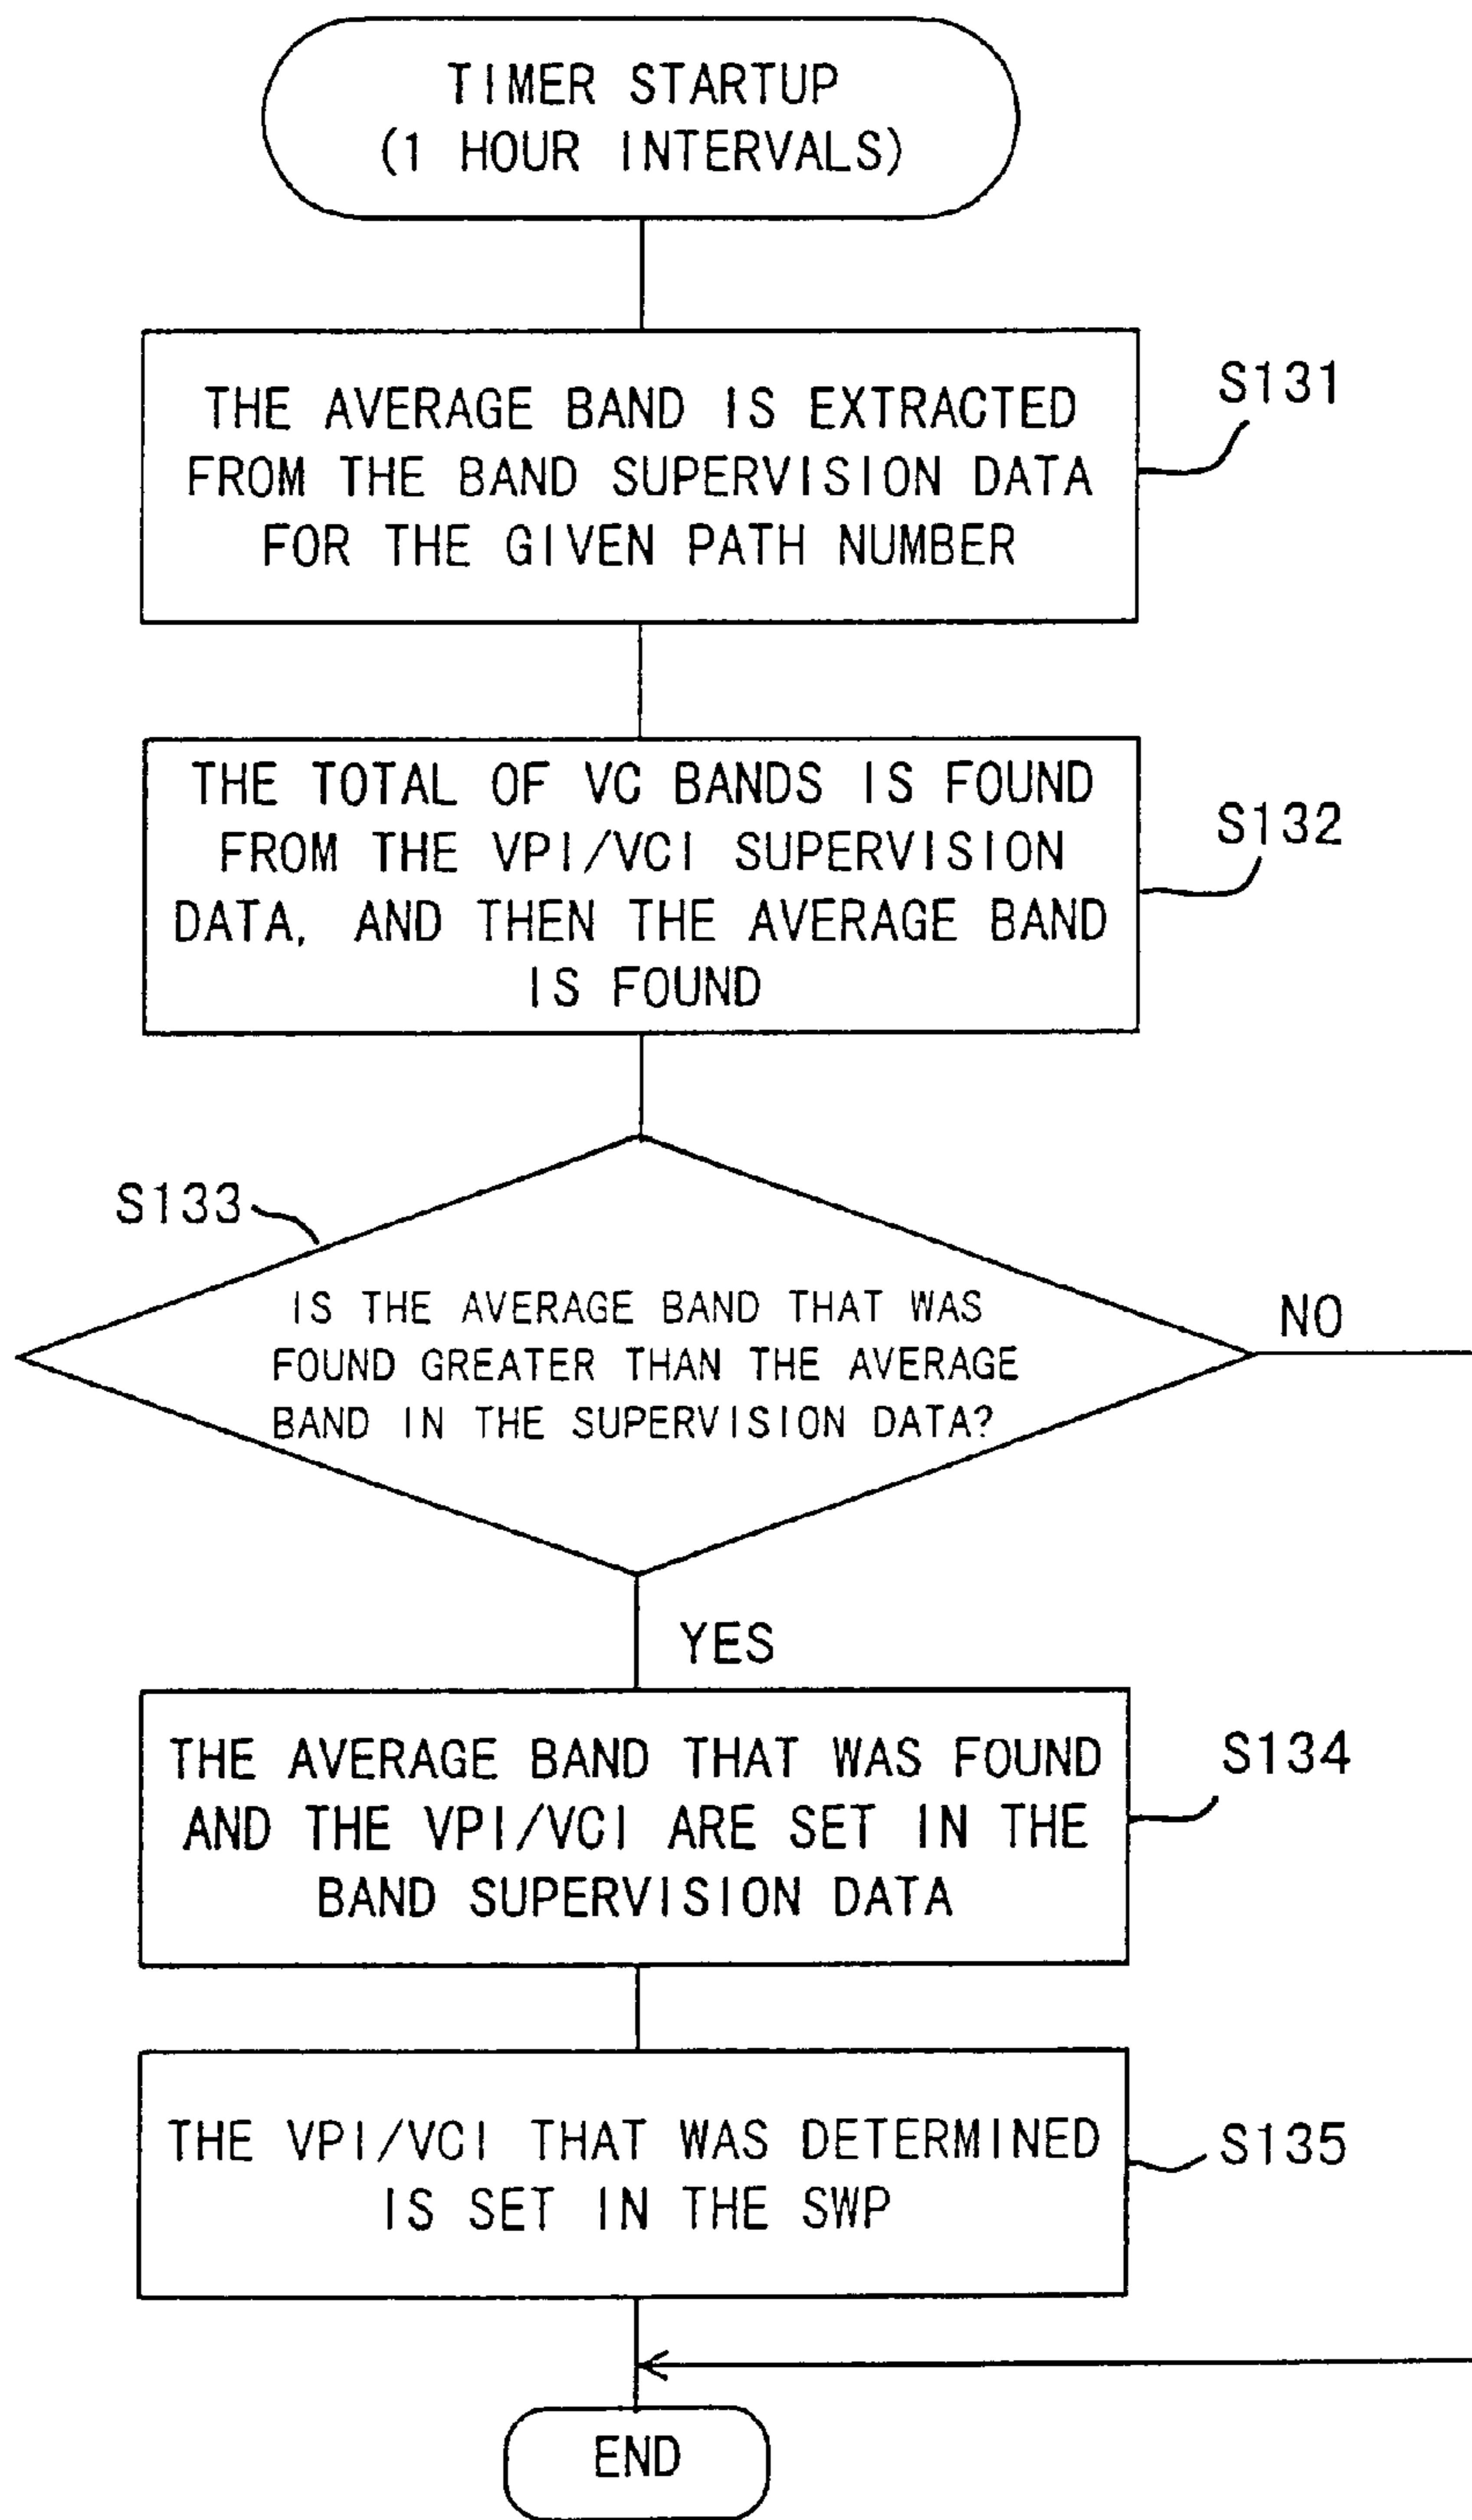 TIMER STARTUP
(1 HOUR INTERVALS)
THE AVERAGE BAND IS EXTRACTED
FROM THE BAND SUPERVISION DATA
FOR THE GIVEN PATH NUMBER
S131
THE TOTAL OF VC BANDS IS FOUND
FROM THE VPI/VCI SUPERVISION
DATA, AND THEN THE AVERAGE BAND
IS FOUND
S132
S133
IS THE AVERAGE BAND THAT WAS
FOUND GREATER THAN THE AVERAGE
BAND IN THE SUPERVISION DATA?
NO
YES
THE AVERAGE BAND THAT WAS FOUND
AND THE VPI/VCI ARE SET IN THE
BAND SUPERVISION DATA
S134
THE VPI/VCI THAT WAS DETERMINED
IS SET IN THE SWP
S135
END